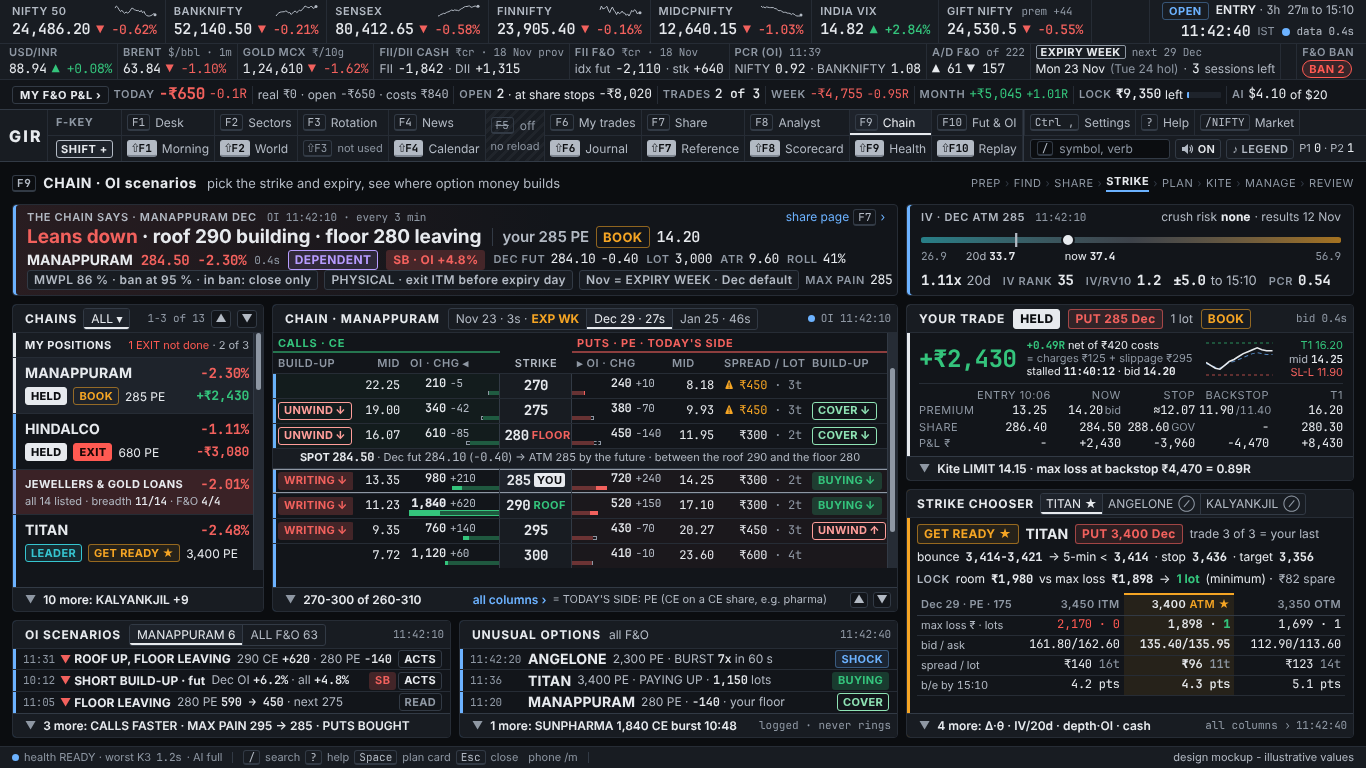 NIFTY 50 BANKNIFTY SENSEX FINNIFTY MIDCPNIFTY INDIA VIX GIFT NIFTY prem +44 OPEN ENTRY · 3h 27m to 15:10
24,486.20 ▼ -0.62% 52,140.50 ▼ -0.21% 80,412.65 ▼ -0.58% 23,905.40 ▼ -0.16% 12,640.15 ▼ -1.03% 14.82 ▲ +2.84% 24,530.5 ▼ -0.55% 11:42:40 IST ● data 0.4s
USD/INR BRENT $/bbl · 1m GOLD MCX ₹/10g FII/DII CASH ₹cr · 18 Nov prov FII F&O ₹cr · 18 Nov PCR (OI) 11:39 A/D F&O of 222 EXPIRY WEEK next 29 Dec F&O BAN
88.94 ▲ +0.08% 63.84 ▼ -1.10% 1,24,610 ▼ -1.62% FII -1,842 · DII +1,315 idx fut -2,110 · stk +640 NIFTY 0.92 · BANKNIFTY 1.08 ▲ 61 ▼ 157 Mon 23 Nov (Tue 24 hol) · 3 sessions left BAN 2
MY F&O P&L › TODAY -₹650 -0.1R real ₹0 · open -₹650 · costs ₹840 OPEN 2 · at share stops -₹8,020 TRADES 2 of 3 WEEK -₹4,755 -0.95R MONTH +₹5,045 +1.01R LOCK ₹9,350 left AI $4.10 of $20
GIR F-KEY F1 Desk F2 Sectors F3 Rotation F4 News F5 off F6 My trades F7 Share F8 Analyst F9 Chain F10 Fut & OI Ctrl , Settings ? Help /NIFTY Market
SHIFT + ⇧F1 Morning ⇧F2 World ⇧F3 not used ⇧F4 Calendar no reload ⇧F6 Journal ⇧F7 Reference ⇧F8 Scorecard ⇧F9 Health ⇧F10 Replay / symbol, verb ON ♪ LEGEND P1 0 · P2 1
F9 CHAIN · OI scenarios pick the strike and expiry, see where option money builds PREP › FIND › SHARE › STRIKE › PLAN › KITE › MANAGE › REVIEW
THE CHAIN SAYS · MANAPPURAM DEC OI 11:42:10 · every 3 min share page F7 ›
Leans down · roof 290 building · floor 280 leaving your 285 PE BOOK 14.20
MANAPPURAM 284.50 -2.30% 0.4s DEPENDENT SB · OI +4.8% DEC FUT 284.10 -0.40 LOT 3,000 ATR 9.60 ROLL 41%
MWPL 86 % · ban at 95 % · in ban: close only PHYSICAL · exit ITM before expiry day Nov = EXPIRY WEEK · Dec default MAX PAIN 285
IV · DEC ATM 285 11:42:10 crush risk none · results 12 Nov
26.9 20d 33.7 now 37.4 56.9
1.11x 20d IV RANK 35 IV/RV10 1.2 ±5.0 to 15:10 PCR 0.54
CHAINS ALL ▾ 1-3 of 13 ▲ ▼
MY POSITIONS 1 EXIT not done · 2 of 3
MANAPPURAM -2.30%
HELD BOOK 285 PE +₹2,430
HINDALCO -1.11%
HELD EXIT 680 PE -₹3,080
JEWELLERS & GOLD LOANS -2.01%
all 14 listed · breadth 11/14 · F&O 4/4
TITAN -2.48%
LEADER GET READY ★ 3,400 PE
▼ 10 more: KALYANKJIL +9
CHAIN · MANAPPURAM Nov 23 · 3s · EXP WK Dec 29 · 27s Jan 25 · 46s ● OI 11:42:10
CALLS · CE PUTS · PE · TODAY'S SIDE
BUILD-UP MID OI · CHG ◂ STRIKE ▸ OI · CHG MID SPREAD / LOT BUILD-UP
22.25 210 -5 270 240 +10 8.18 ⚠ ₹450 · 3t
UNWIND ↓ 19.00 340 -42 275 380 -70 9.93 ⚠ ₹450 · 3t COVER ↓
UNWIND ↓ 16.07 610 -85 280 FLOOR 450 -140 11.95 ₹300 · 2t COVER ↓
SPOT 284.50 · Dec fut 284.10 (-0.40) → ATM 285 by the future · between the roof 290 and the floor 280
WRITING ↓ 13.35 980 +210 285 YOU 720 +240 14.25 ₹300 · 2t BUYING ↓
WRITING ↓ 11.23 1,840 +620 290 ROOF 520 +150 17.10 ₹300 · 2t BUYING ↓
WRITING ↓ 9.35 760 +140 295 430 -70 20.27 ₹450 · 3t UNWIND ↑
7.72 1,120 +60 300 410 -10 23.60 ₹600 · 4t
▼ 270-300 of 260-310 all columns › = TODAY'S SIDE: PE (CE on a CE share, e.g. pharma) ▲ ▼
YOUR TRADE HELD PUT 285 Dec 1 lot BOOK bid 0.4s
+₹2,430 +0.49R net of ₹420 costs T1 16.20
= charges ₹125 + slippage ₹295 mid 14.25
stalled 11:40:12 · bid 14.20 SL-L 11.90
ENTRY 10:06 NOW STOP BACKSTOP T1
PREMIUM 13.25 14.20 bid ≈12.07 11.90/11.40 16.20
SHARE 286.40 284.50 288.60 GOV - 280.30
P&L ₹ - +2,430 -3,960 -4,470 +8,430
▼ Kite LIMIT 14.15 · max loss at backstop ₹4,470 = 0.89R
STRIKE CHOOSER TITAN ★ ANGELONE KALYANKJIL
GET READY ★ TITAN PUT 3,400 Dec trade 3 of 3 = your last
bounce 3,414-3,421 → 5-min < 3,414 · stop 3,436 · target 3,356
LOCK room ₹1,980 vs max loss ₹1,898 → 1 lot (minimum) · ₹82 spare
Dec 29 · PE · 175 3,450 ITM 3,400 ATM ★ 3,350 OTM
max loss ₹ · lots 2,170 · 0 1,898 · 1 1,699 · 1
bid / ask 161.80/162.60 135.40/135.95 112.90/113.60
spread / lot ₹140 16t ₹96 11t ₹123 14t
b/e by 15:10 4.2 pts 4.3 pts 5.1 pts
▼ 4 more: Δ·θ · IV/20d · depth·OI · cash all columns › 11:42:40
OI SCENARIOS MANAPPURAM 6 ALL F&O 63 11:42:10
11:31 ▼ ROOF UP, FLOOR LEAVING 290 CE +620 · 280 PE -140 ACTS
10:12 ▼ SHORT BUILD-UP · fut Dec OI +6.2% · all +4.8% SB ACTS
11:05 ▼ FLOOR LEAVING 280 PE 590 → 450 · next 275 READ
▼ 3 more: CALLS FASTER · MAX PAIN 295 → 285 · PUTS BOUGHT
UNUSUAL OPTIONS all F&O 11:42:40
11:42:20 ANGELONE 2,300 PE · BURST 7x in 60 s SHOCK
11:36 TITAN 3,400 PE · PAYING UP · 1,150 lots BUYING
11:20 MANAPPURAM 280 PE · -140 · your floor COVER
▼ 1 more: SUNPHARMA 1,840 CE burst 10:48 logged · never rings
● health READY · worst K3 1.2s · AI full / search ? help Space plan card Esc close phone /m design mockup - illustrative values